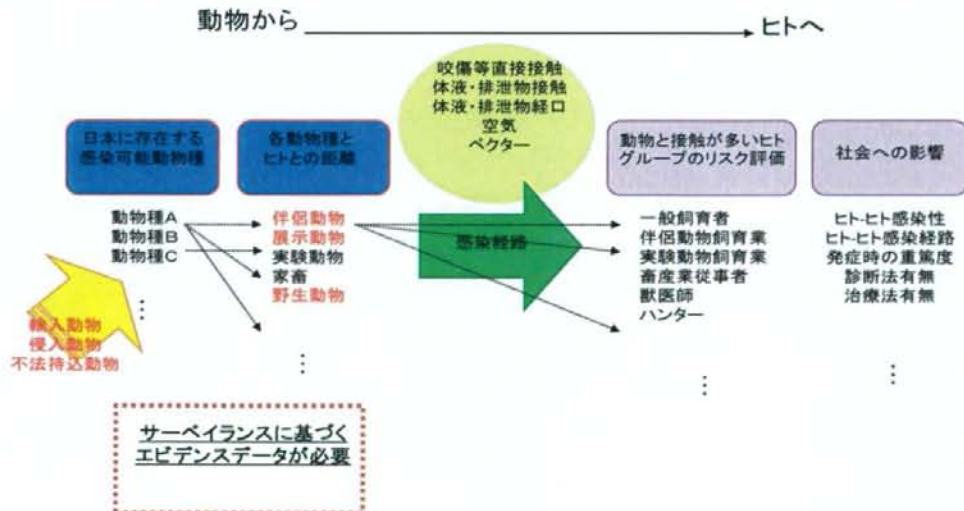 動物から
ヒトへ
咬傷等直接接触
体液・排泄物接触
体液・排泄物経口
空気
ベクター
日本に存在する
感染可能動物種
各動物種と
ヒトとの距離
動物と接触が多いヒト
グループのリスク評価
社会への影響
動物種A
動物種B
動物種C
⋮
輸入動物
侵入動物
不法持込動物
伴侶動物
展示動物
実験動物
家畜
野生動物
⋮
感染経路
一般飼育者
伴侶動物飼育業
実験動物飼育業
畜産業従事者
獣医師
ハンター
⋮
ヒト-ヒト感染性
ヒト-ヒト感染経路
発症時の重篤度
診断法有無
治療法有無
⋮
サーベイランスに基づく
エビデンスデータが必要